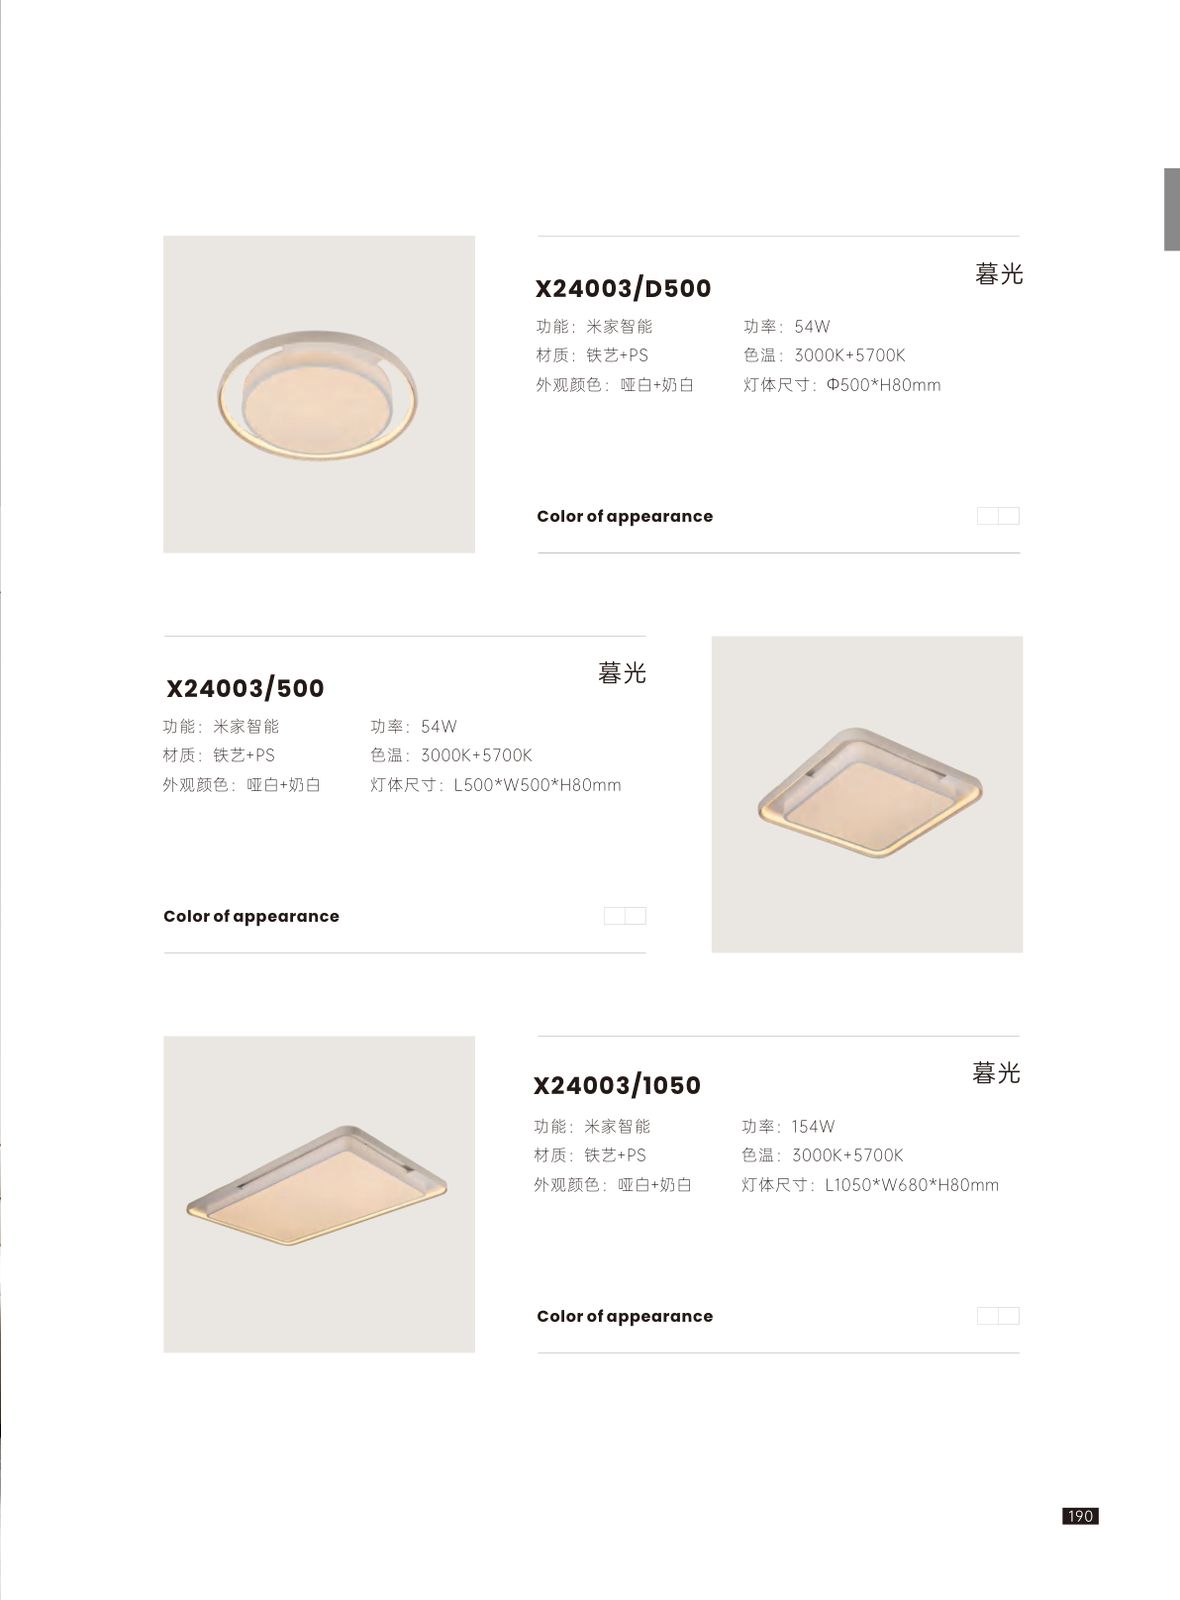 暮光
X24003/D500
功能：米家智能 功率：54W
材质：铁艺+PS 色温：3000K+5700K
外观颜色：哑白+奶白 灯体尺寸：Φ500*H80mm
Color of appearance
暮光
X24003/500
功能：米家智能 功率：54W
材质：铁艺+PS 色温：3000K+5700K
外观颜色：哑白+奶白 灯体尺寸：L500*W500*H80mm
Color of appearance
暮光
X24003/1050
功能：米家智能 功率：154W
材质：铁艺+PS 色温：3000K+5700K
外观颜色：哑白+奶白 灯体尺寸：L1050*W680*H80mm
Color of appearance
190